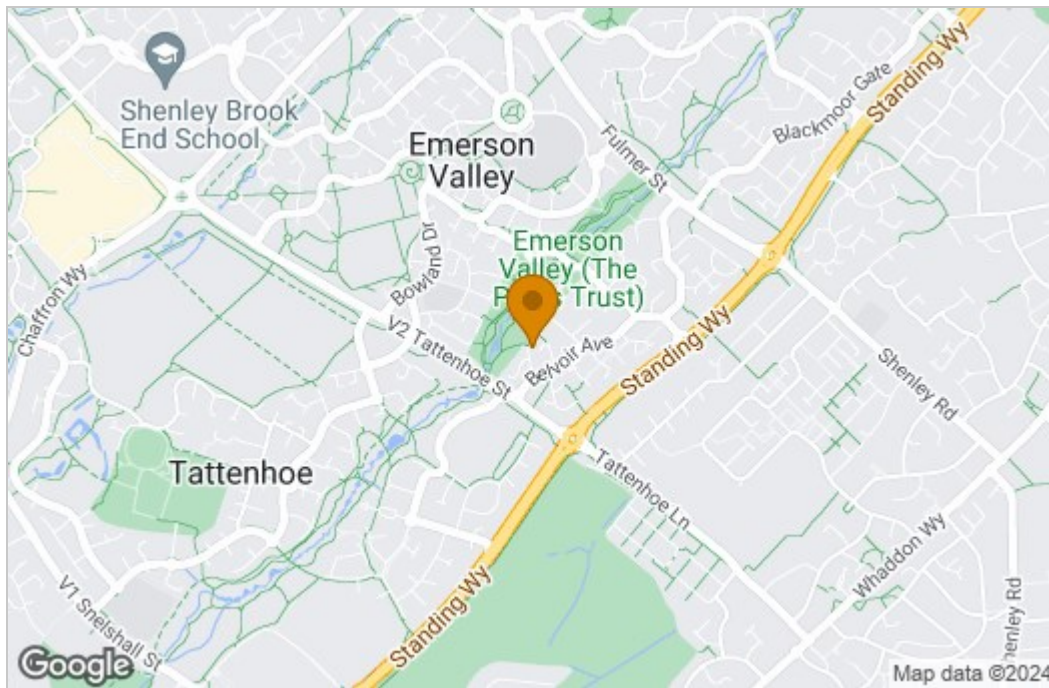 Shenley Brook
End School
Emerson
Valley
Fulmer St
Blackmoor Gate
Standing Wy
Emerson
Valley (The
Trust)
Chaffron Wy
Bowland Dr
V2 Tattenhoe St
Belvoir Ave
Standing Wy
Shenley Rd
Tattenhoe
Tattenhoe Ln
Whaddon Wy
V1 Snelshall St
Standing Wy
Shenley Rd
Google
Map data ©2024